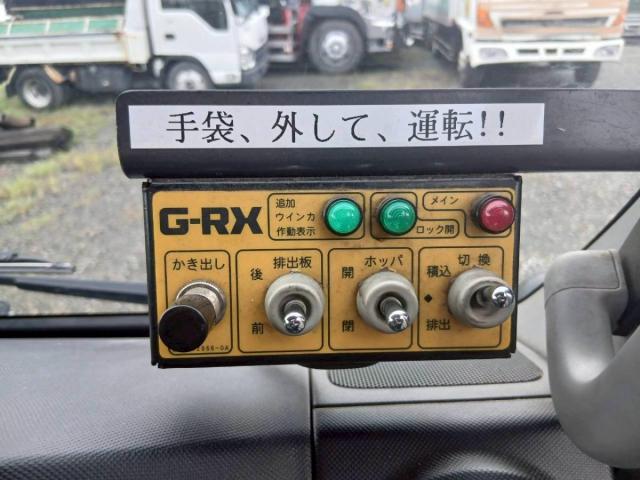 手袋、外して、運転!!
G-RX
追加
ウインカ
作動表示
メイン
ロック開
かき出し
後 排出板
前
開 ホッパ
閉
切換
積込
◆
排出